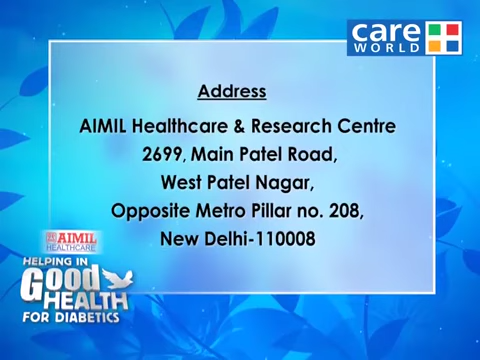 care
WORLD
Address
AIMIL Healthcare & Research Centre
2699, Main Patel Road,
West Patel Nagar,
Opposite Metro Pillar no. 208,
New Delhi-110008
AIMIL
HEALTHCARE
HELPING IN
Good
HEALTH
FOR DIABETICS